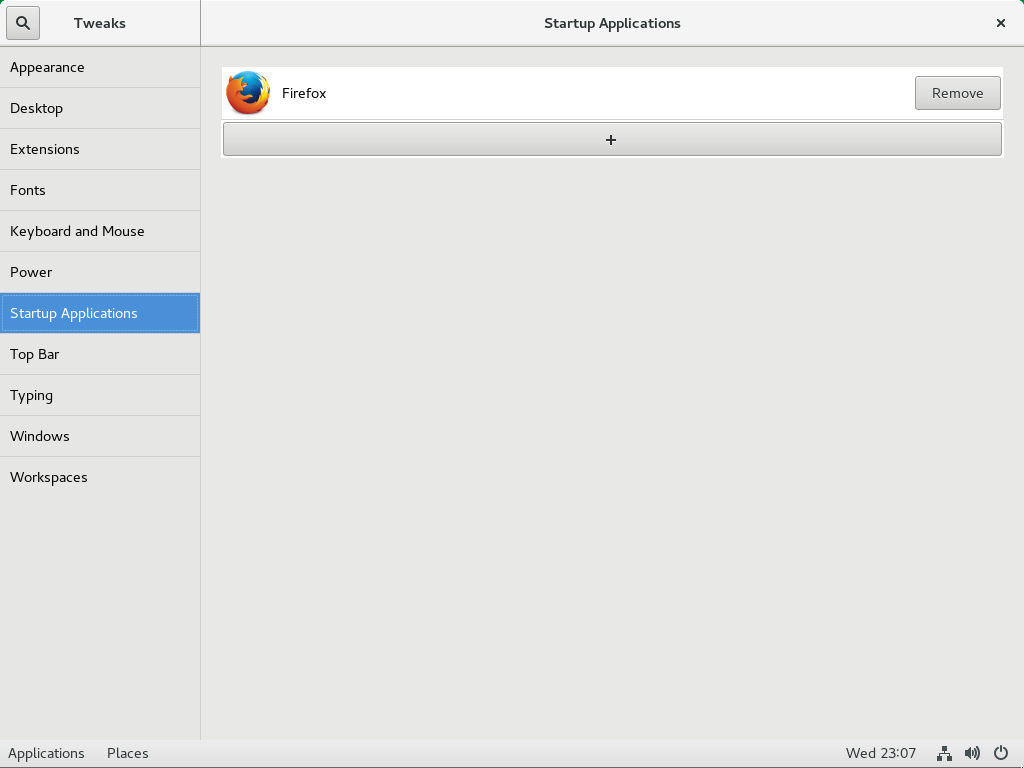 Tweaks
Startup Applications
Appearance
Desktop
Extensions
Fonts
Keyboard and Mouse
Power
Startup Applications
Top Bar
Typing
Windows
Workspaces
Firefox
Remove
+
Applications Places Wed 23:07